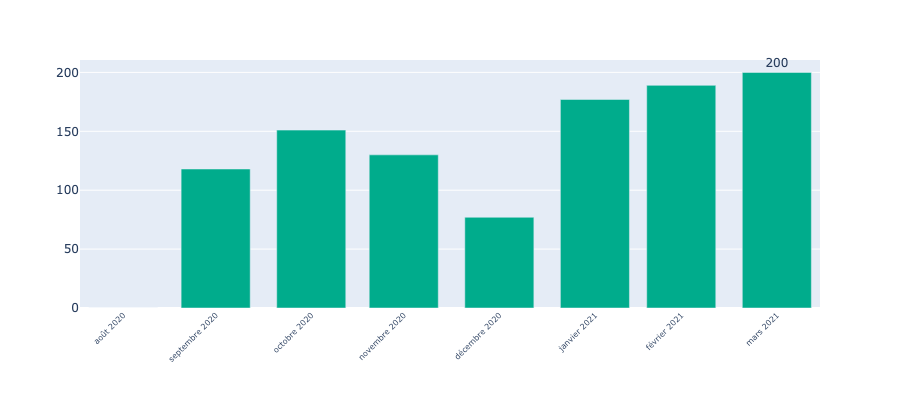 200
200
150
100
50
0
août 2020
septembre 2020
octobre 2020
novembre 2020
décembre 2020
janvier 2021
février 2021
mars 2021